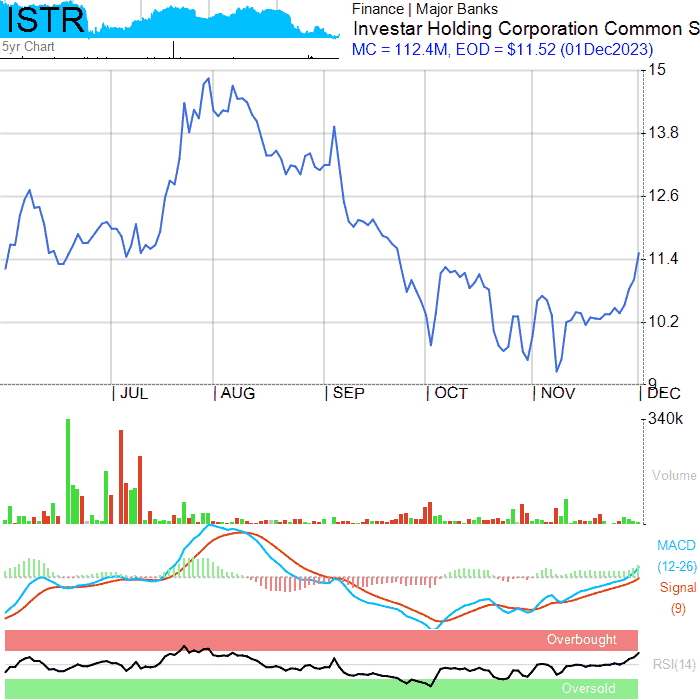 ISTR
5yr Chart
Finance | Major Banks
Investar Holding Corporation Common S
MC = 112.4M, EOD = $11.52 (01Dec2023)
15
13.8
12.6
11.4
10.2
9
JUL AUG SEP OCT NOV DEC
340k
Volume
MACD
(12-26)
Signal
(9)
Overbought
RSI(14)
Oversold